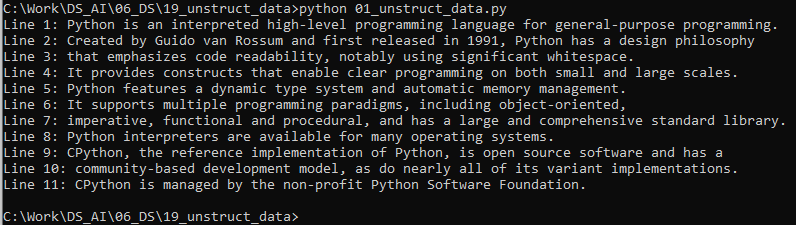 C:\Work\DS_AI\06_DS\19_unstruct_data>python 01_unstruct_data.py
Line 1: Python is an interpreted high-level programming language for general-purpose programming.
Line 2: Created by Guido van Rossum and first released in 1991, Python has a design philosophy
Line 3: that emphasizes code readability, notably using significant whitespace.
Line 4: It provides constructs that enable clear programming on both small and large scales.
Line 5: Python features a dynamic type system and automatic memory management.
Line 6: It supports multiple programming paradigms, including object-oriented,
Line 7: imperative, functional and procedural, and has a large and comprehensive standard library.
Line 8: Python interpreters are available for many operating systems.
Line 9: CPython, the reference implementation of Python, is open source software and has a
Line 10: community-based development model, as do nearly all of its variant implementations.
Line 11: CPython is managed by the non-profit Python Software Foundation.
C:\Work\DS_AI\06_DS\19_unstruct_data>